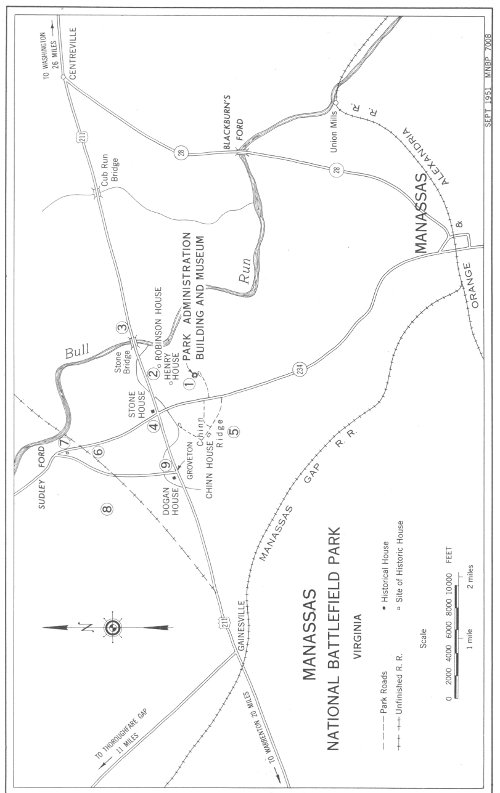 TO WASHINGTON
26 MILES
CENTREVILLE
211
Cub Run
Bridge
28
BLACKBURN'S
FORD
Union Mills
28
R. R.
ALEXANDRIA
&
ORANGE
MANASSAS
SEPT 1951 MNBP 7008
Bull
Run
3
Stone
Bridge
ROBINSON HOUSE
2
HENRY
HOUSE
PARK ADMINISTRATION
BUILDING AND MUSEUM
1
STONE
HOUSE
4
234
SUDLEY FORD
7
6
5
Chinn
Ridge
CHINN HOUSE
9
GROVETON
DOGAN
HOUSE
8
MANASSAS GAP R. R.
N
211
GAINESVILLE
TO THOROUGHFARE GAP
11 MILES
TO WARRENTON 20 MILES
MANASSAS
NATIONAL BATTLEFIELD PARK
VIRGINIA
Park Roads
Historical House
Unfinished R. R.
Site of Historic House
Scale
0 2000 4000 6000 8000 10000 FEET
1 mile 2 miles